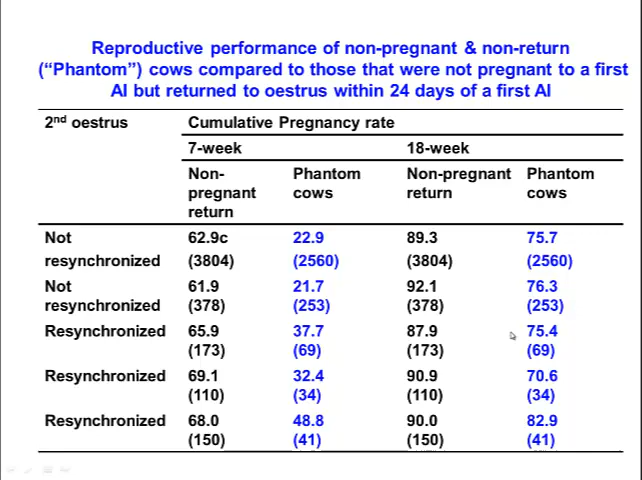 Reproductive performance of non-pregnant & non-return
(“Phantom”) cows compared to those that were not pregnant to a first
AI but returned to oestrus within 24 days of a first AI
2nd oestrus Cumulative Pregnancy rate
7-week 18-week
Non- Phantom Non-pregnant Phantom
pregnant cows return cows
return
Not 62.9c 22.9 89.3 75.7
resynchronized (3804) (2560) (3804) (2560)
Not 61.9 21.7 92.1 76.3
resynchronized (378) (253) (378) (253)
Resynchronized 65.9 37.7 87.9 75.4
(173) (69) (173) (69)
Resynchronized 69.1 32.4 90.9 70.6
(110) (34) (110) (34)
Resynchronized 68.0 48.8 90.0 82.9
(150) (41) (150) (41)